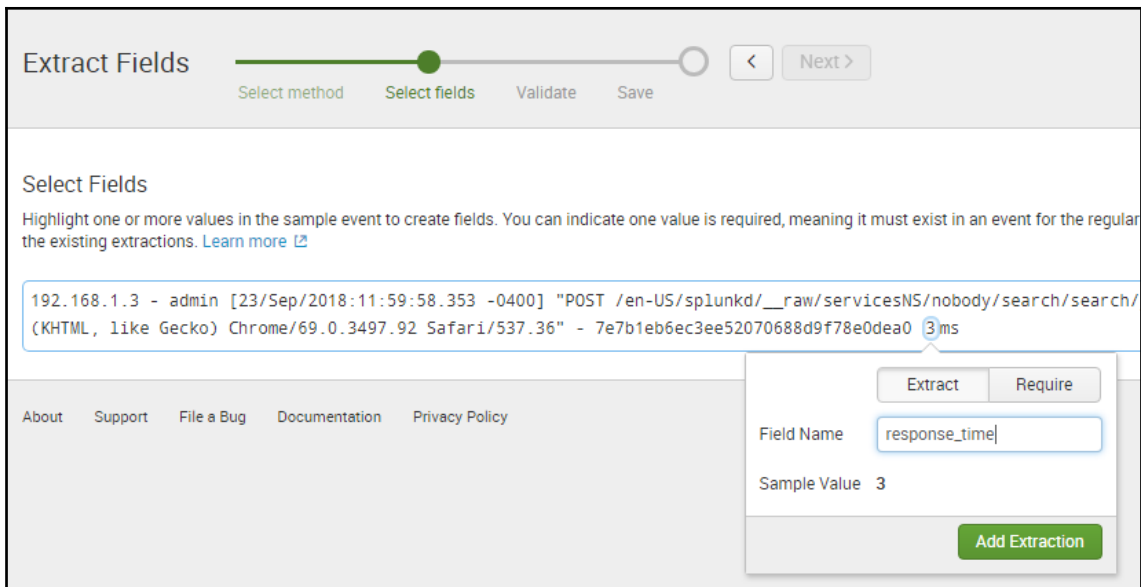 Extract Fields
Select method Select fields Validate Save
< Next >
Select Fields
Highlight one or more values in the sample event to create fields. You can indicate one value is required, meaning it must exist in an event for the regular
the existing extractions. Learn more
192.168.1.3 - admin [23/Sep/2018:11:59:58.353 -0400] "POST /en-US/splunkd/__raw/servicesNS/nobody/search/search/
(KHTML, like Gecko) Chrome/69.0.3497.92 Safari/537.36" - 7e7b1eb6ec3ee52070688d9f78e0dea0 3ms
Extract Require
About Support File a Bug Documentation Privacy Policy
Field Name response_time
Sample Value 3
Add Extraction